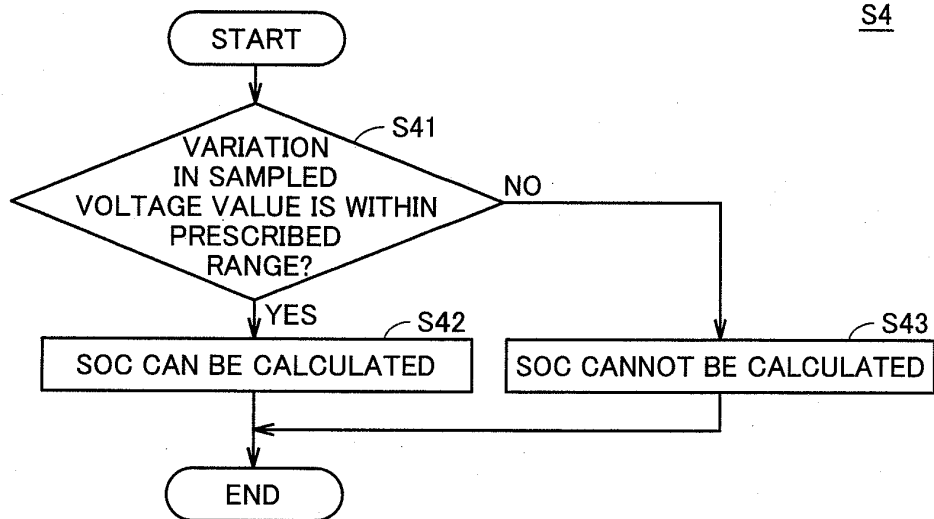 S4
START
S41
VARIATION
IN SAMPLED
VOLTAGE VALUE IS WITHIN
PRESCRIBED
RANGE?
NO
YES
S42
S43
SOC CAN BE CALCULATED
SOC CANNOT BE CALCULATED
END